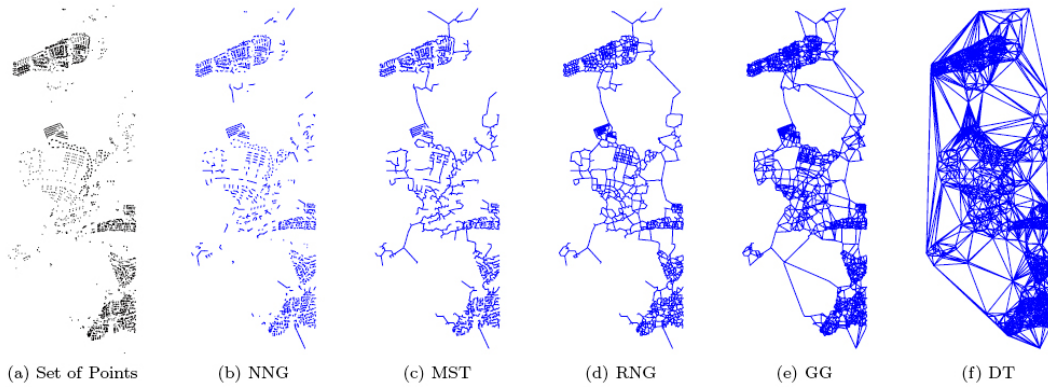 (a) Set of Points
(b) NNG
(c) MST
(d) RNG
(e) GG
(f) DT